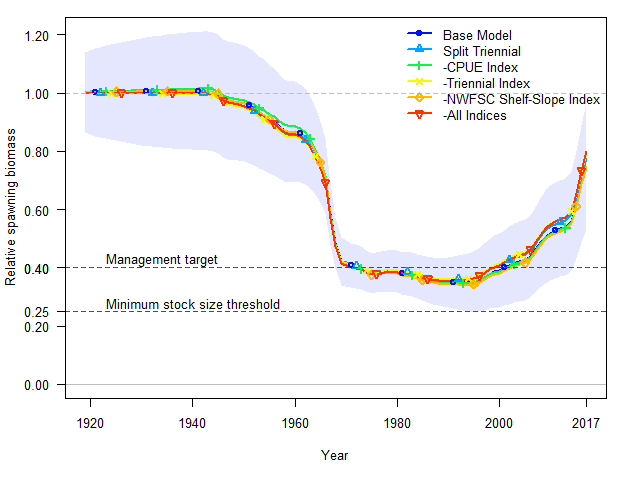 1.20
1.00
0.80
0.60
0.40
0.25
0.20
0.00
Relative spawning biomass
Base Model
Split Triennial
-CPUE Index
-Triennial Index
-NWFSC Shelf-Slope Index
-All Indices
Management target
Minimum stock size threshold
1920
1940
1960
1980
2000
2017
Year